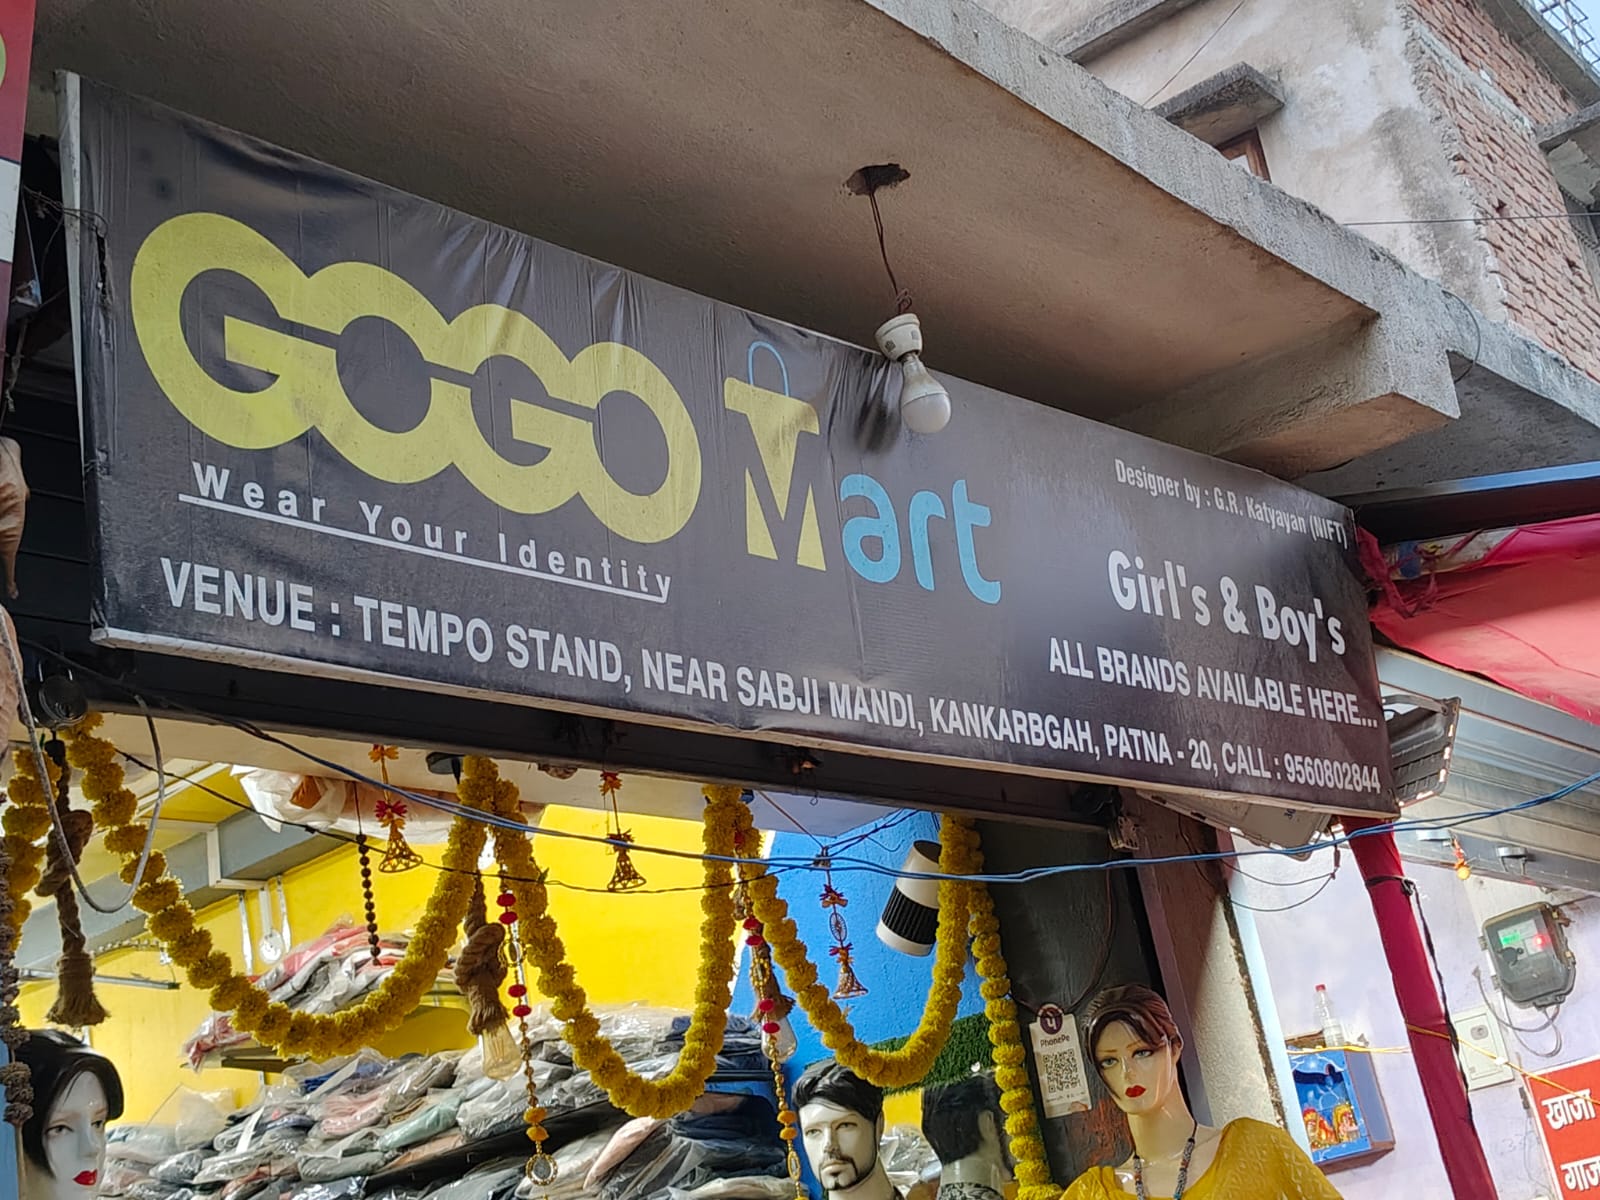 GOGO Mart
Wear Your Identity
Designer by : G.R. Katyayan (NIFT)
Girl's & Boy's
ALL BRANDS AVAILABLE HERE...
VENUE : TEMPO STAND, NEAR SABJI MANDI, KANKARBGAH, PATNA - 20, CALL : 9560802844
PhonePe
खाजा